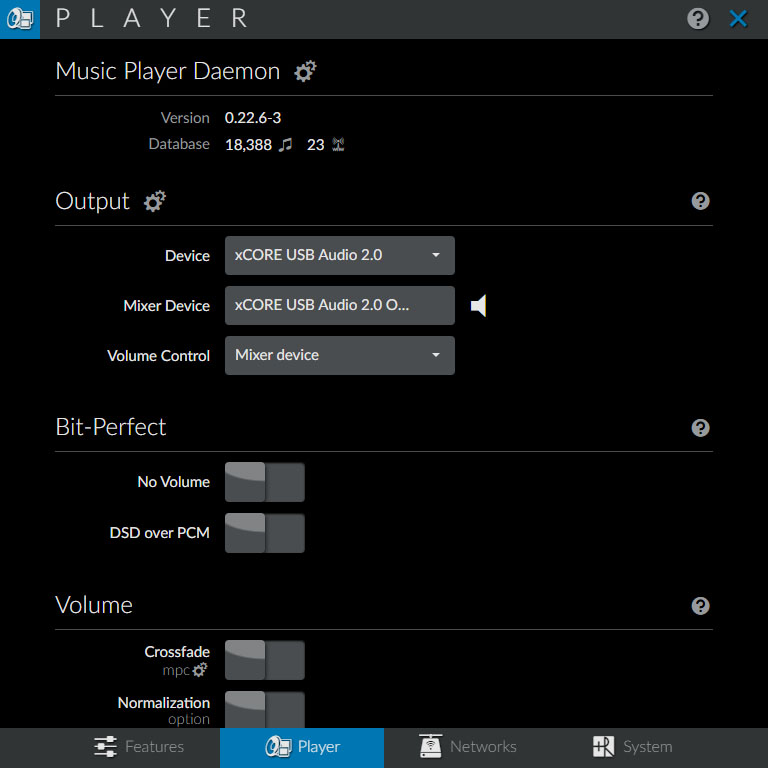 PLAYER
Music Player Daemon
Version 0.22.6-3
Database 18,388 23
Output
Device xCORE USB Audio 2.0
Mixer Device xCORE USB Audio 2.0 O...
Volume Control Mixer device
Bit-Perfect
No Volume
DSD over PCM
Volume
Crossfade
mpc
Normalization
option
Features Player Networks System